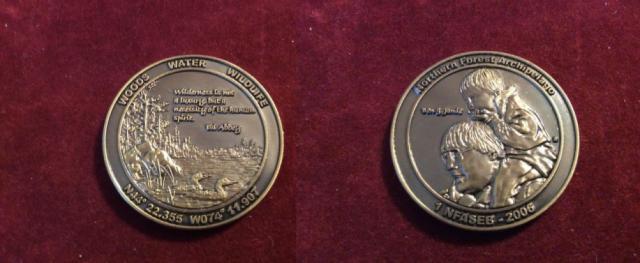 WOODS WATER WILDLIFE
Wilderness is not
a luxury, but a
necessity of the human
spirit.
Ed Abbey
N44° 22.355 W074° 11.907
Northern Forest Archipelago
1 NFASEB - 2006